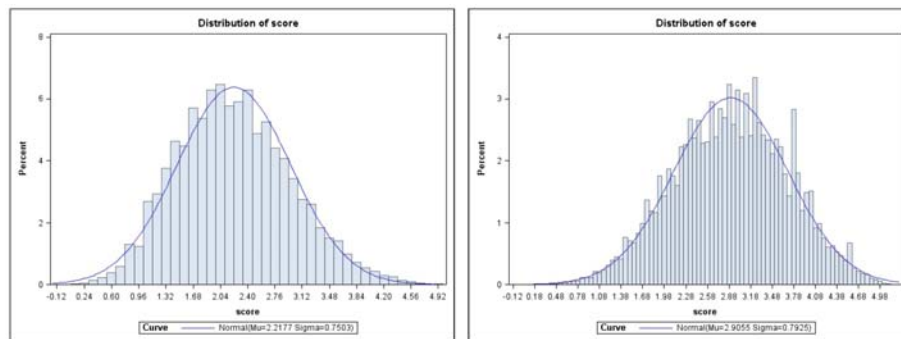 Distribution of score
8
6
4
2
0
Percent
-0.12 0.24 0.60 0.96 1.32 1.68 2.04 2.40 2.76 3.12 3.48 3.84 4.20 4.56 4.92
score
Curve Normal(Mu=2.2177 Sigma=0.7503)
Distribution of score
4
3
2
1
0
Percent
-0.12 0.18 0.48 0.78 1.08 1.38 1.68 1.98 2.28 2.58 2.88 3.18 3.48 3.78 4.08 4.38 4.68 4.98
score
Curve Normal(Mu=2.9055 Sigma=0.7925)